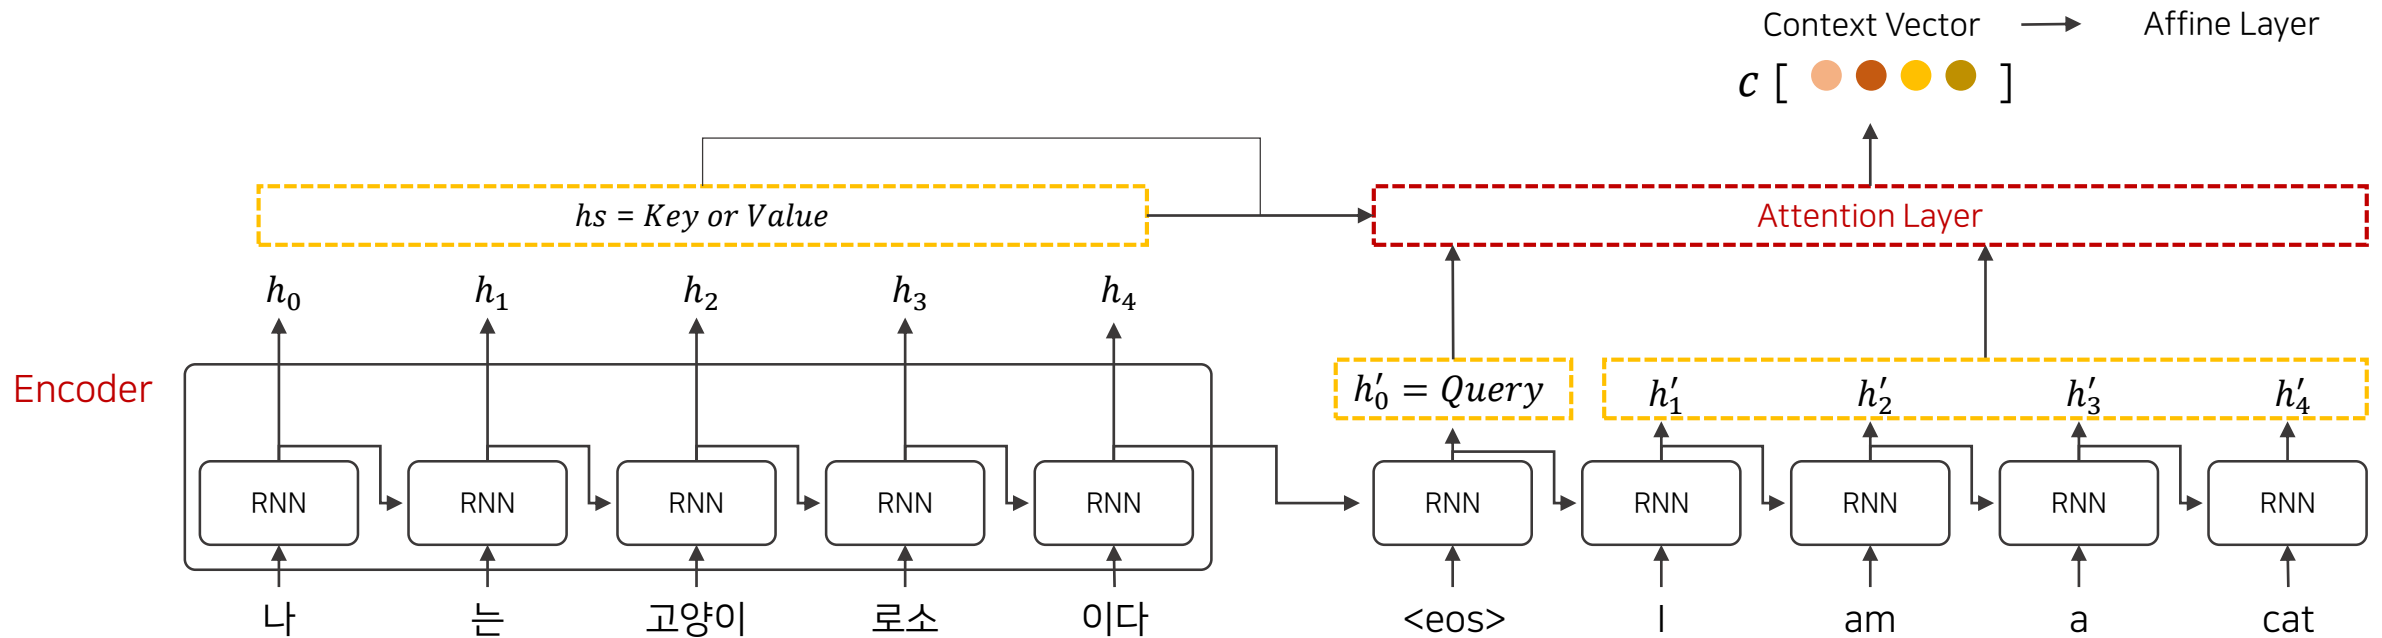 Context Vector → Affine Layer
c [ ]
hs = Key or Value
Attention Layer
h₀ h₁ h₂ h₃ h₄
Encoder
h′₀ = Query h′₁ h′₂ h′₃ h′₄
RNN RNN RNN RNN RNN RNN RNN RNN RNN RNN
나 는 고양이 로소 이다 <eos> I am a cat